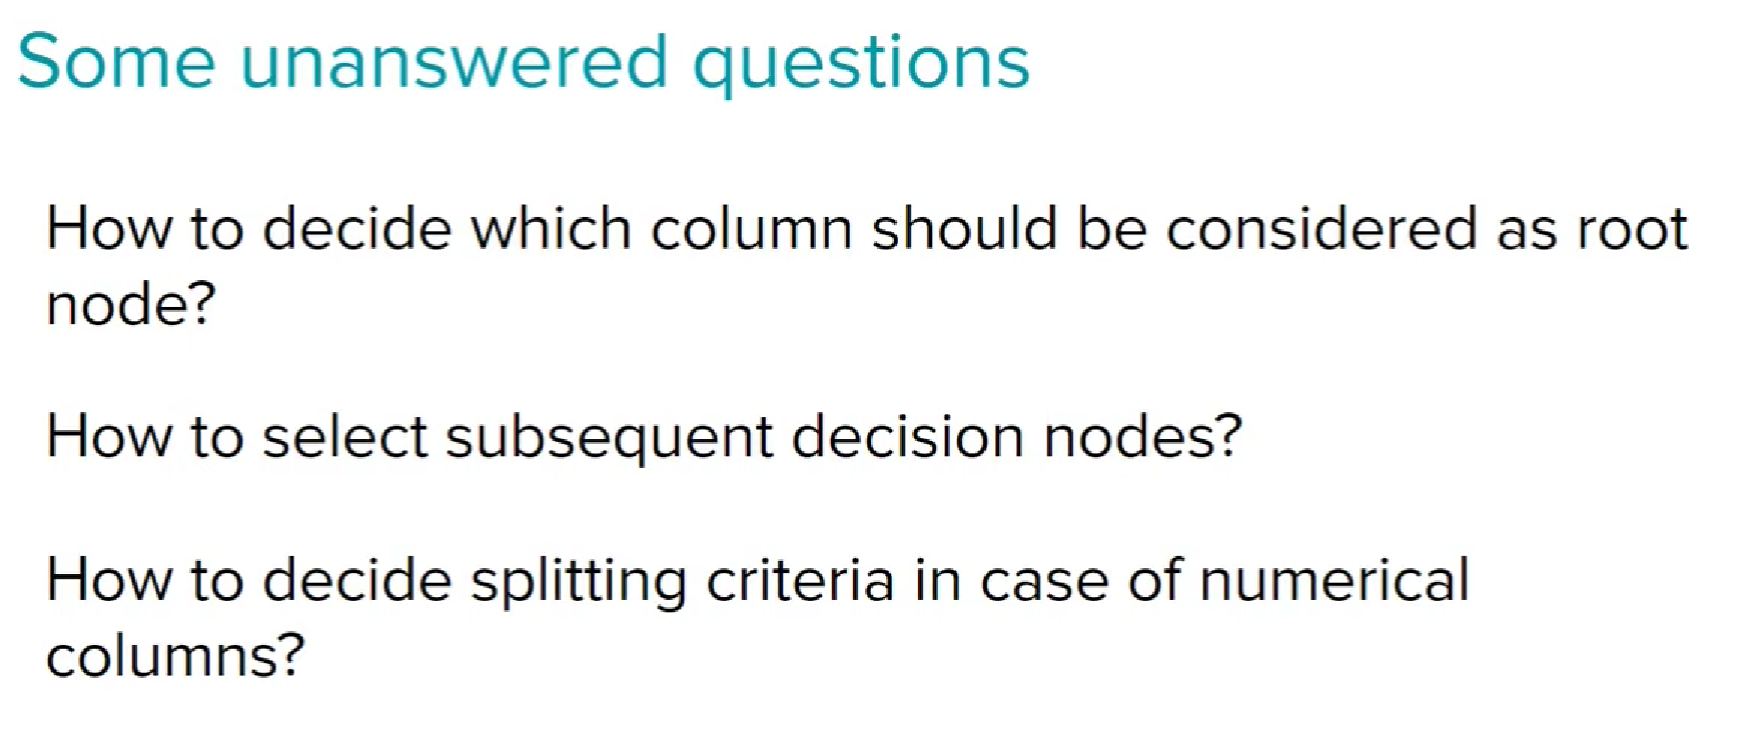 Some unanswered questions
How to decide which column should be considered as root
node?
How to select subsequent decision nodes?
How to decide splitting criteria in case of numerical
columns?